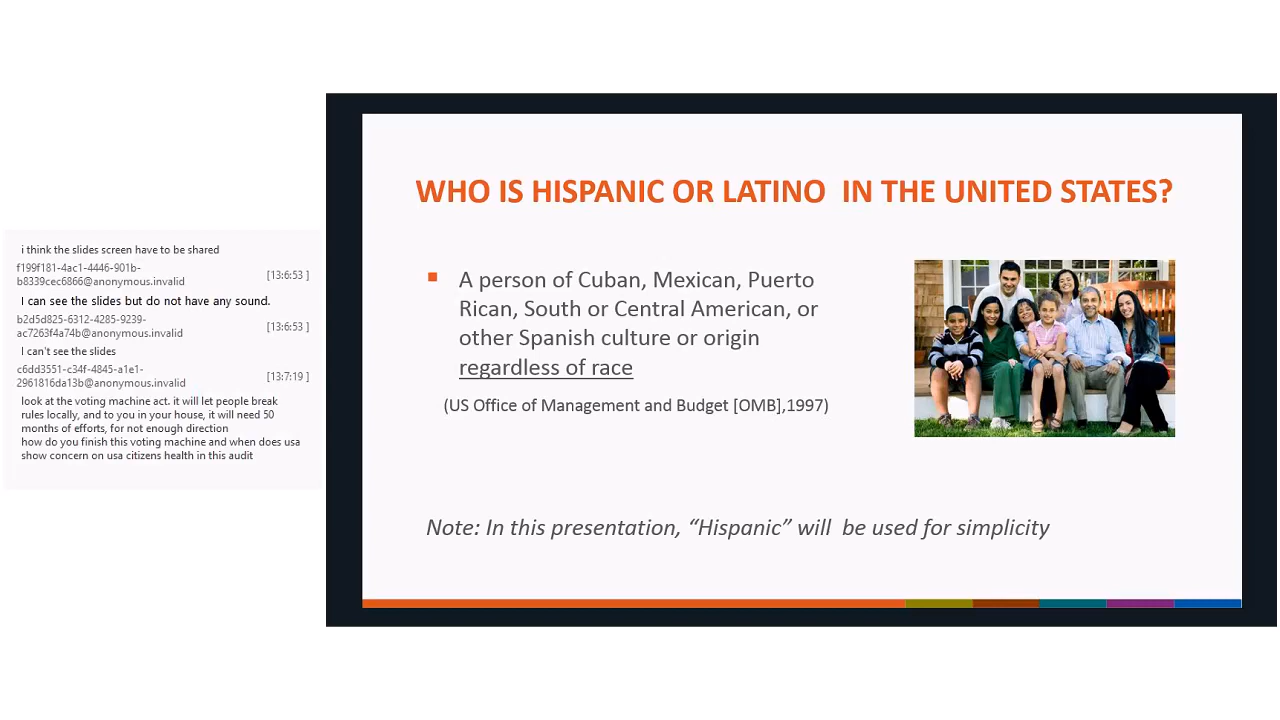 i think the slides screen have to be shared
f199f181-4ac1-4446-901b-
b8339cec6866@anonymous.invalid [13:6:53 ]
I can see the slides but do not have any sound.
b2d5d825-6312-4285-9239-
ac7263f4a74b@anonymous.invalid [13:6:53 ]
I can't see the slides
c6dd3551-c34f-4845-a1e1-
2961816da13b@anonymous.invalid [13:7:19 ]
look at the voting machine act. it will let people break
rules locally, and to you in your house, it will need 50
months of efforts, for not enough direction
how do you finish this voting machine and when does usa
show concern on usa citizens health in this audit
WHO IS HISPANIC OR LATINO IN THE UNITED STATES?
A person of Cuban, Mexican, Puerto
Rican, South or Central American, or
other Spanish culture or origin
regardless of race
(US Office of Management and Budget [OMB],1997)
Note: In this presentation, “Hispanic” will be used for simplicity